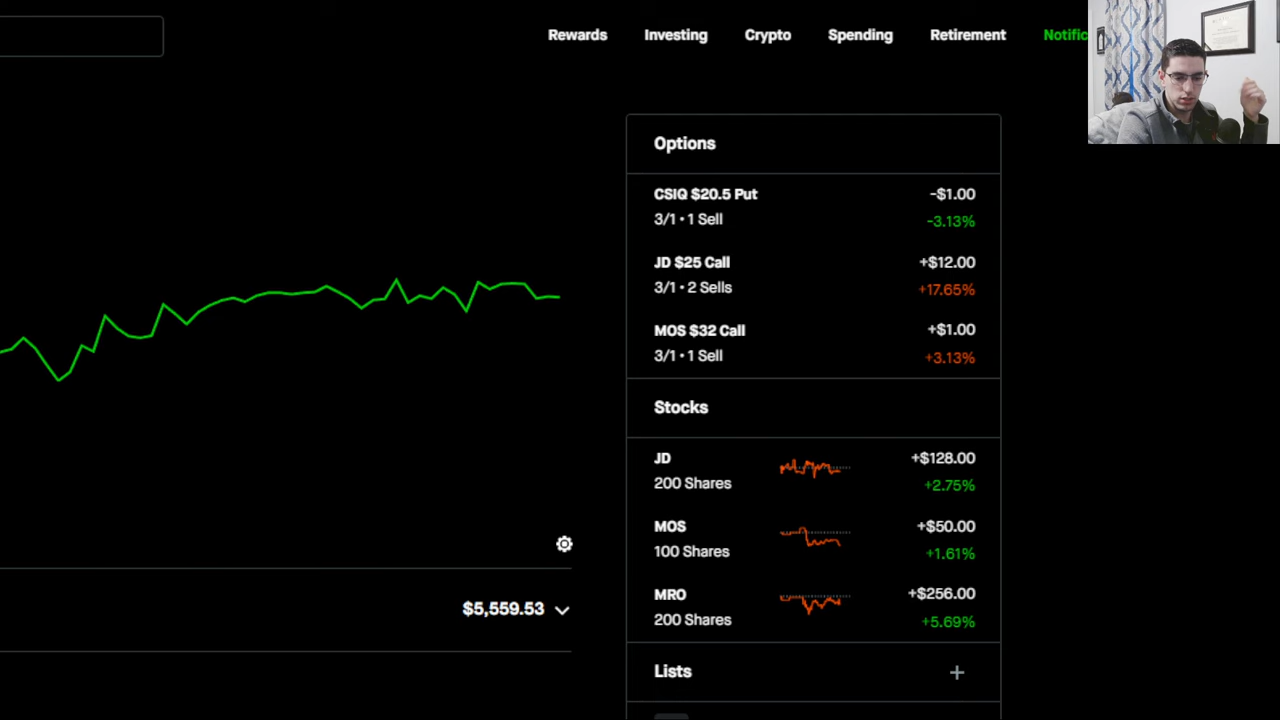 Rewards Investing Crypto Spending Retirement Notific
Options
CSIQ $20.5 Put -$1.00
3/1 • 1 Sell -3.13%
JD $25 Call +$12.00
3/1 • 2 Sells +17.65%
MOS $32 Call +$1.00
3/1 • 1 Sell +3.13%
Stocks
JD +$128.00
200 Shares +2.75%
MOS +$50.00
100 Shares +1.61%
MRO +$256.00
200 Shares +5.69%
$5,559.53
Lists +